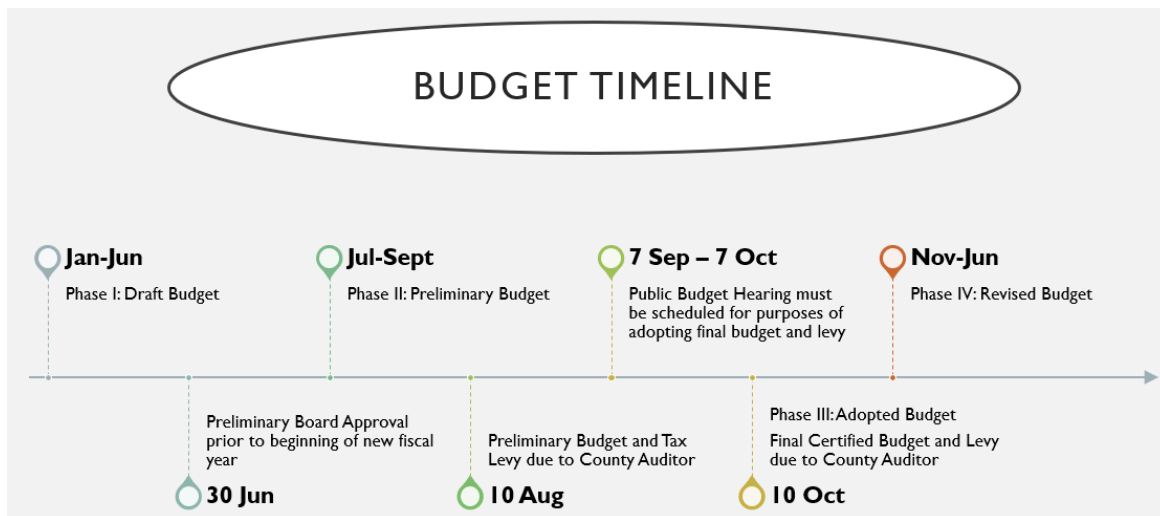 BUDGET TIMELINE
Jan-Jun
Phase I: Draft Budget
Preliminary Board Approval
prior to beginning of new fiscal
year
30 Jun
Jul-Sept
Phase II: Preliminary Budget
Preliminary Budget and Tax
Levy due to County Auditor
10 Aug
7 Sep – 7 Oct
Public Budget Hearing must
be scheduled for purposes of
adopting final budget and levy
Phase III: Adopted Budget
Final Certified Budget and Levy
due to County Auditor
10 Oct
Nov-Jun
Phase IV: Revised Budget